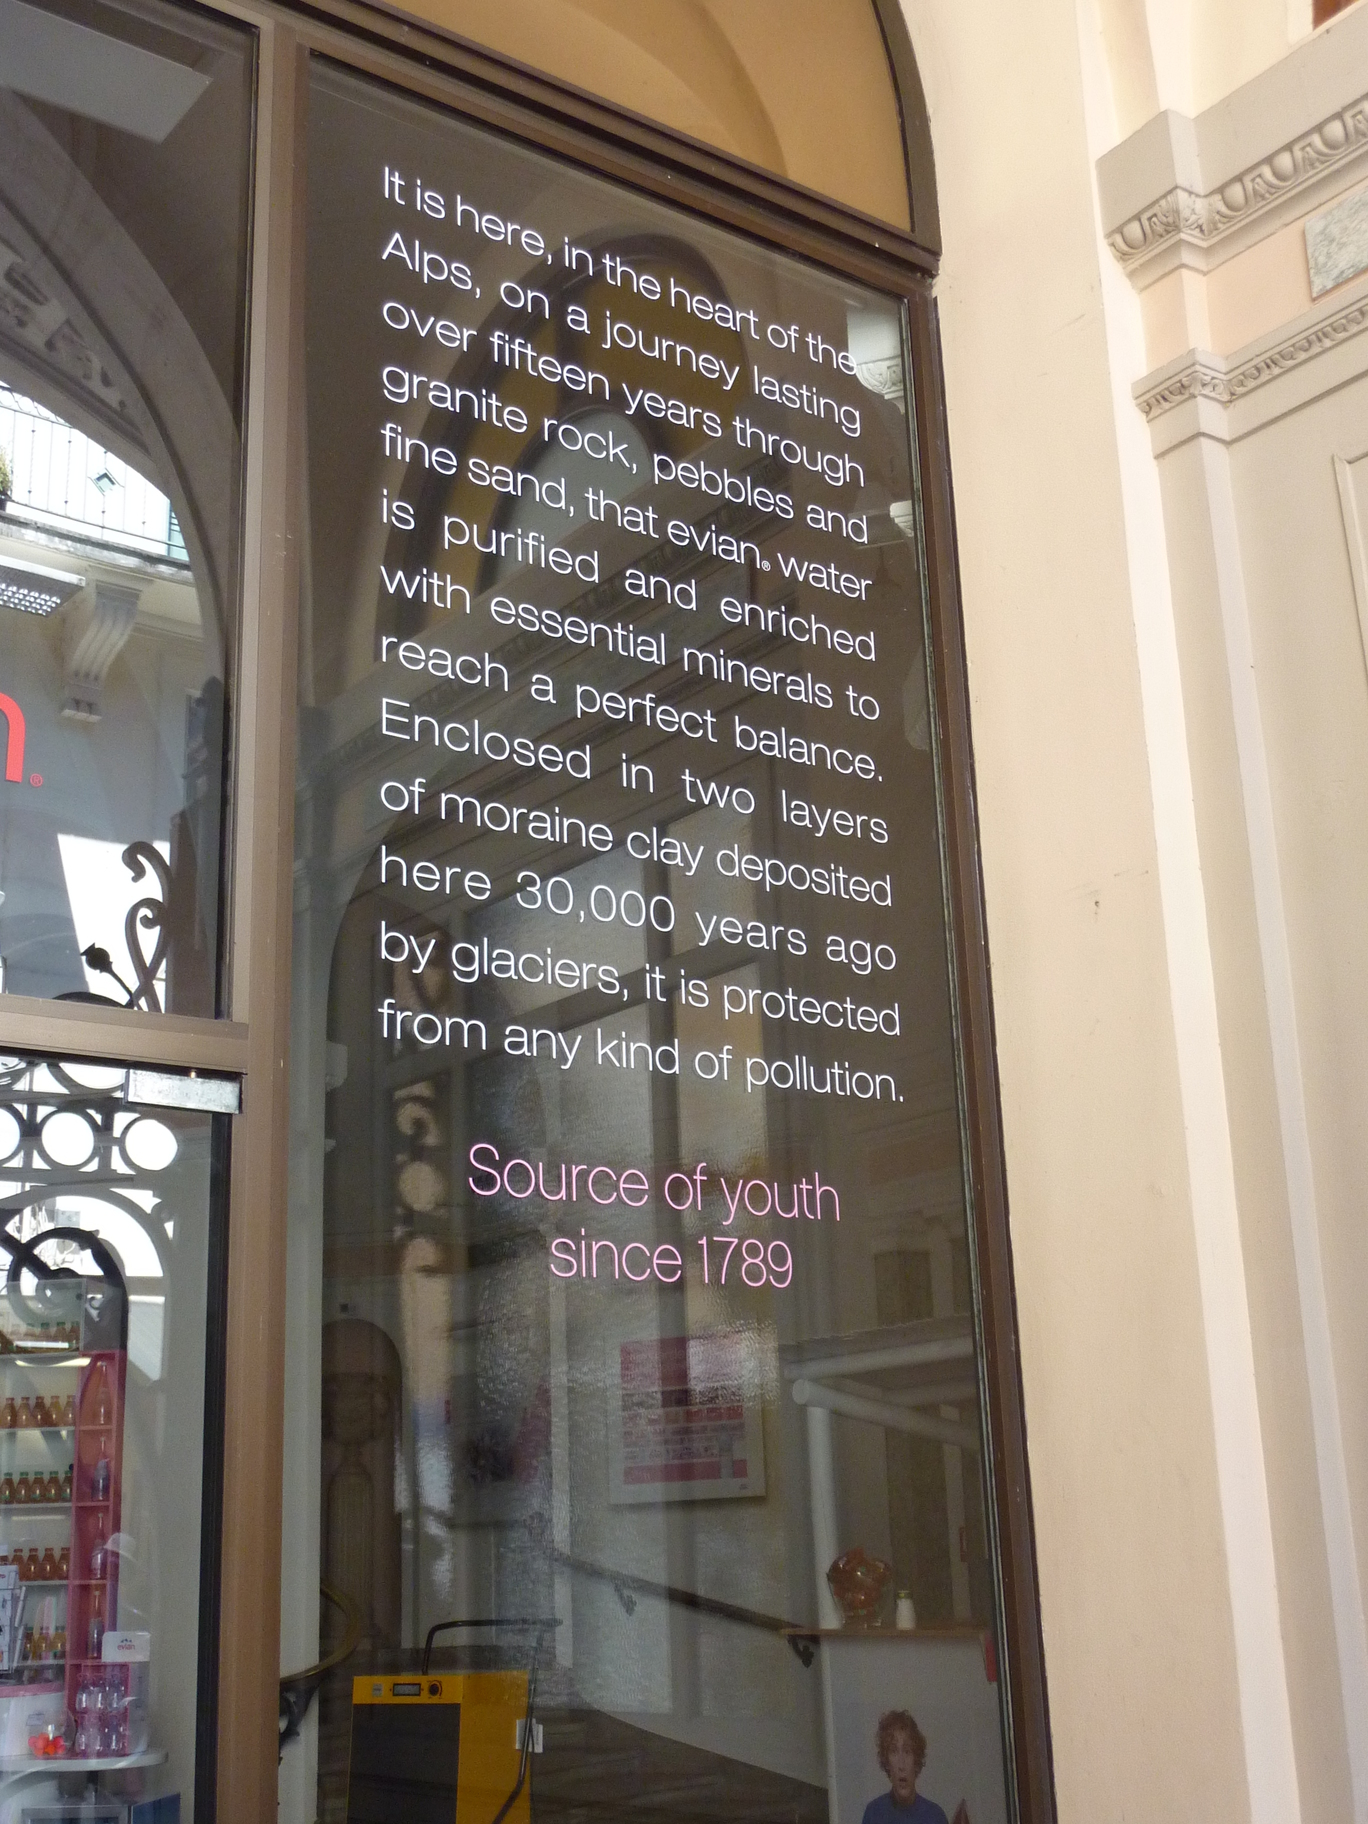 It is here, in the heart of the
Alps, on a journey lasting
over fifteen years through
granite rock, pebbles and
fine sand, that evian® water
is purified and enriched
with essential minerals to
reach a perfect balance.
Enclosed in two layers
of moraine clay deposited
here 30,000 years ago
by glaciers, it is protected
from any kind of pollution.
Source of youth
since 1789
n®
evian